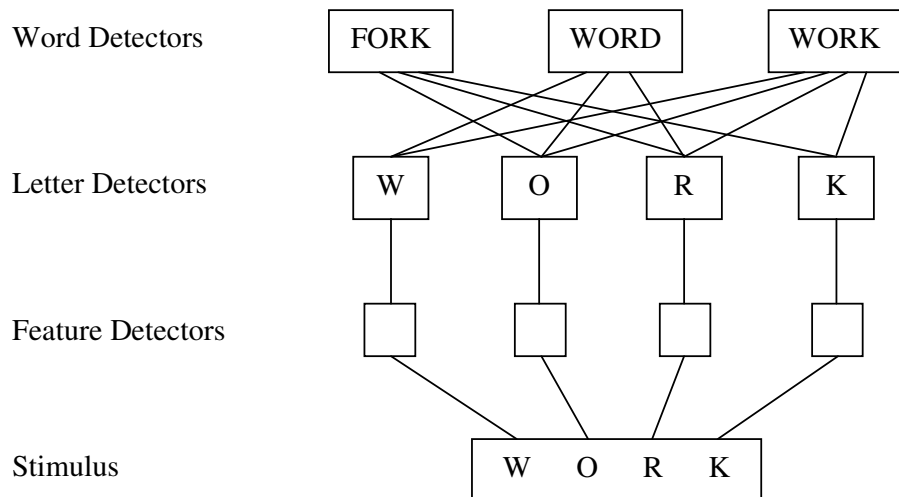 Word Detectors FORK WORD WORK
Letter Detectors W O R K
Feature Detectors
Stimulus W O R K